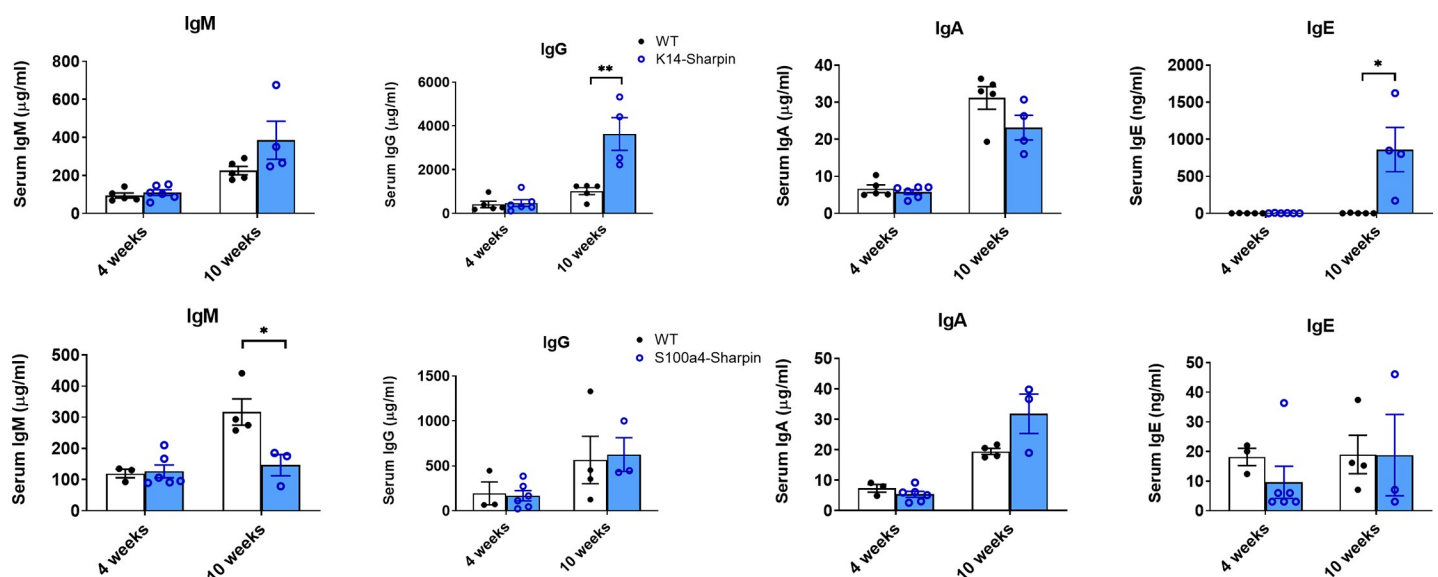 IgM
Serum IgM (μg/ml)
800
600
400
200
0
4 weeks
10 weeks
IgG
WT
K14-Sharpin
**
Serum IgG (μg/ml)
6000
4000
2000
0
4 weeks
10 weeks
IgA
Serum IgA (μg/ml)
40
30
20
10
0
4 weeks
10 weeks
IgE
*
Serum IgE (ng/ml)
2000
1500
1000
500
0
4 weeks
10 weeks
IgM
*
Serum IgM (μg/ml)
500
400
300
200
100
0
4 weeks
10 weeks
IgG
WT
S100a4-Sharpin
Serum IgG (μg/ml)
1500
1000
500
0
4 weeks
10 weeks
IgA
Serum IgA (μg/ml)
50
40
30
20
10
0
4 weeks
10 weeks
IgE
Serum IgE (ng/ml)
50
40
30
20
10
0
4 weeks
10 weeks